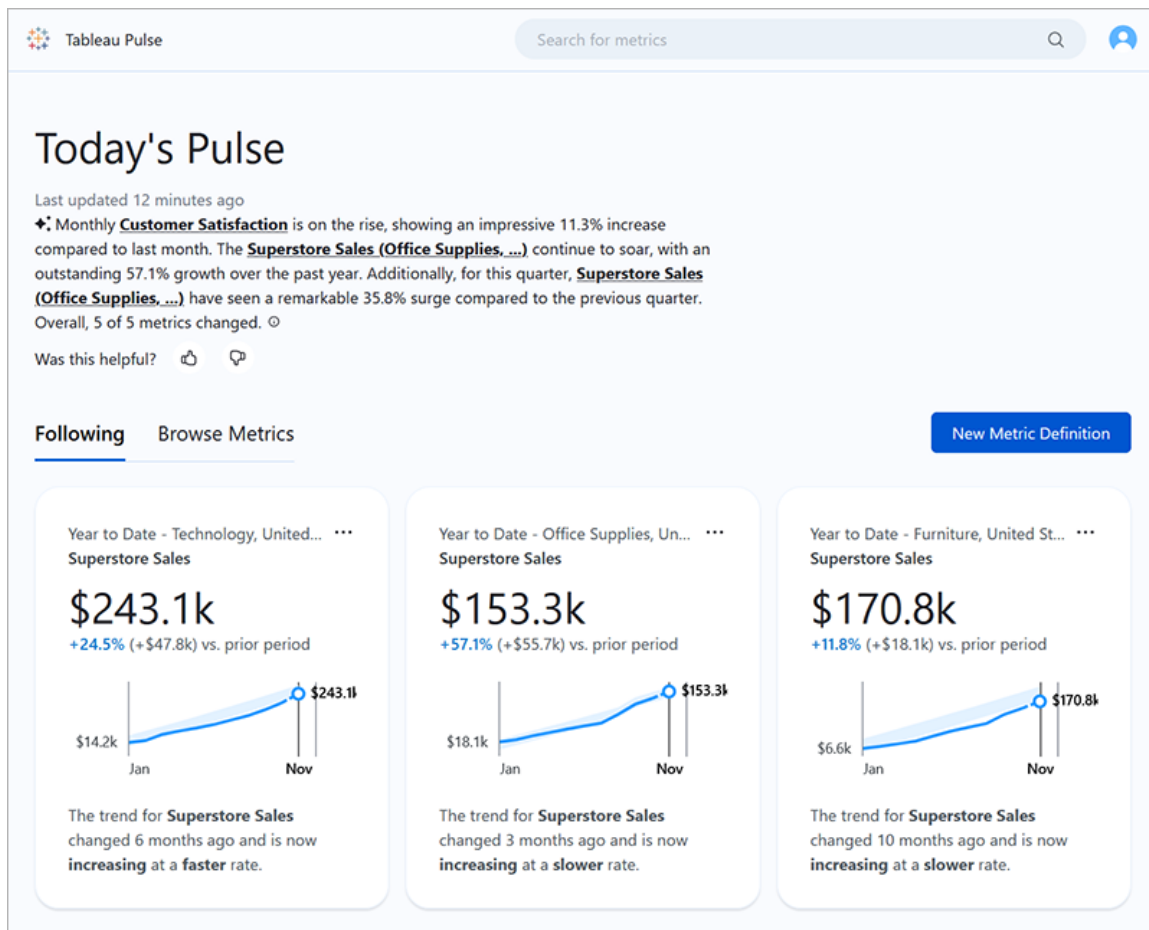 Tableau Pulse
Search for metrics
Today's Pulse
Last updated 12 minutes ago
Monthly Customer Satisfaction is on the rise, showing an impressive 11.3% increase
compared to last month. The Superstore Sales (Office Supplies, ...) continue to soar, with an
outstanding 57.1% growth over the past year. Additionally, for this quarter, Superstore Sales
(Office Supplies, ...) have seen a remarkable 35.8% surge compared to the previous quarter.
Overall, 5 of 5 metrics changed.
Was this helpful?
Following Browse Metrics
New Metric Definition
Year to Date - Technology, United...
Superstore Sales
$243.1k
+24.5% (+$47.8k) vs. prior period
$243.1k
$14.2k
Jan Nov
The trend for Superstore Sales
changed 6 months ago and is now
increasing at a faster rate.
Year to Date - Office Supplies, Un...
Superstore Sales
$153.3k
+57.1% (+$55.7k) vs. prior period
$153.3k
$18.1k
Jan Nov
The trend for Superstore Sales
changed 3 months ago and is now
increasing at a slower rate.
Year to Date - Furniture, United St...
Superstore Sales
$170.8k
+11.8% (+$18.1k) vs. prior period
$170.8k
$6.6k
Jan Nov
The trend for Superstore Sales
changed 10 months ago and is now
increasing at a slower rate.